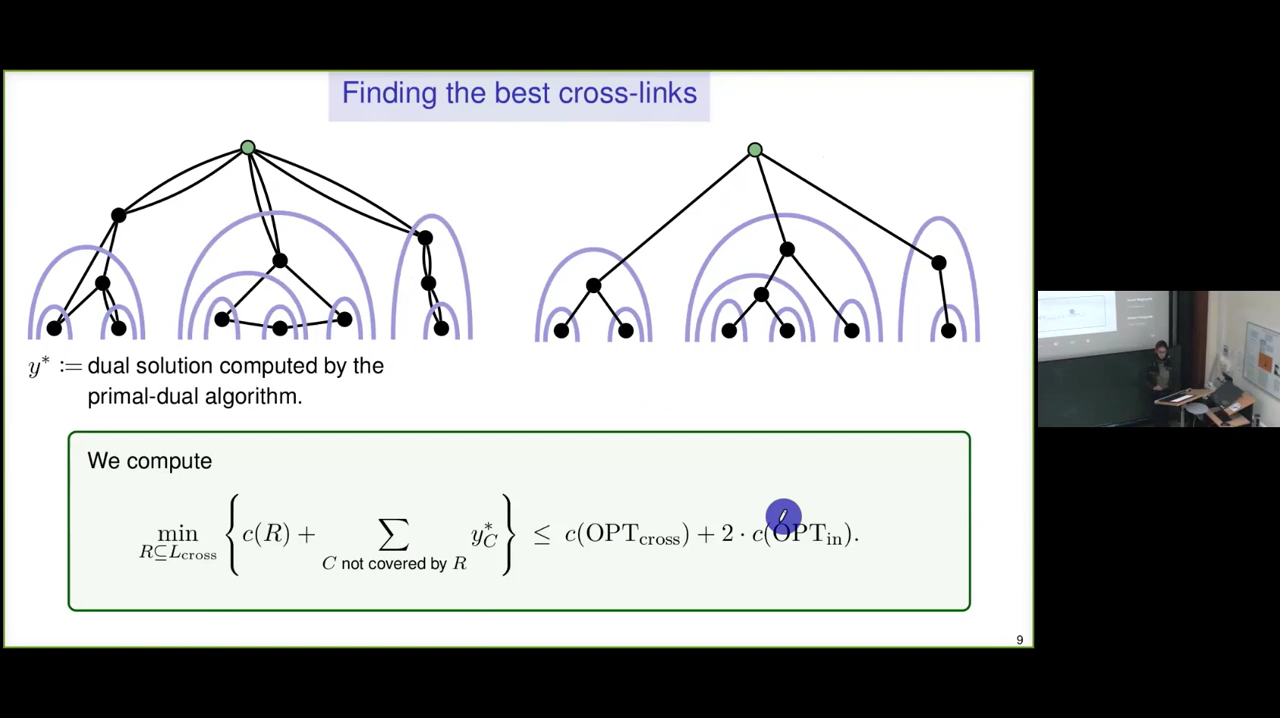 Finding the best cross-links
y* := dual solution computed by the
primal-dual algorithm.
We compute
min_{R⊆L_cross} { c(R) + ∑_{C not covered by R} y*_C } ≤ c(OPT_cross) + 2 · c(OPT_in).
9